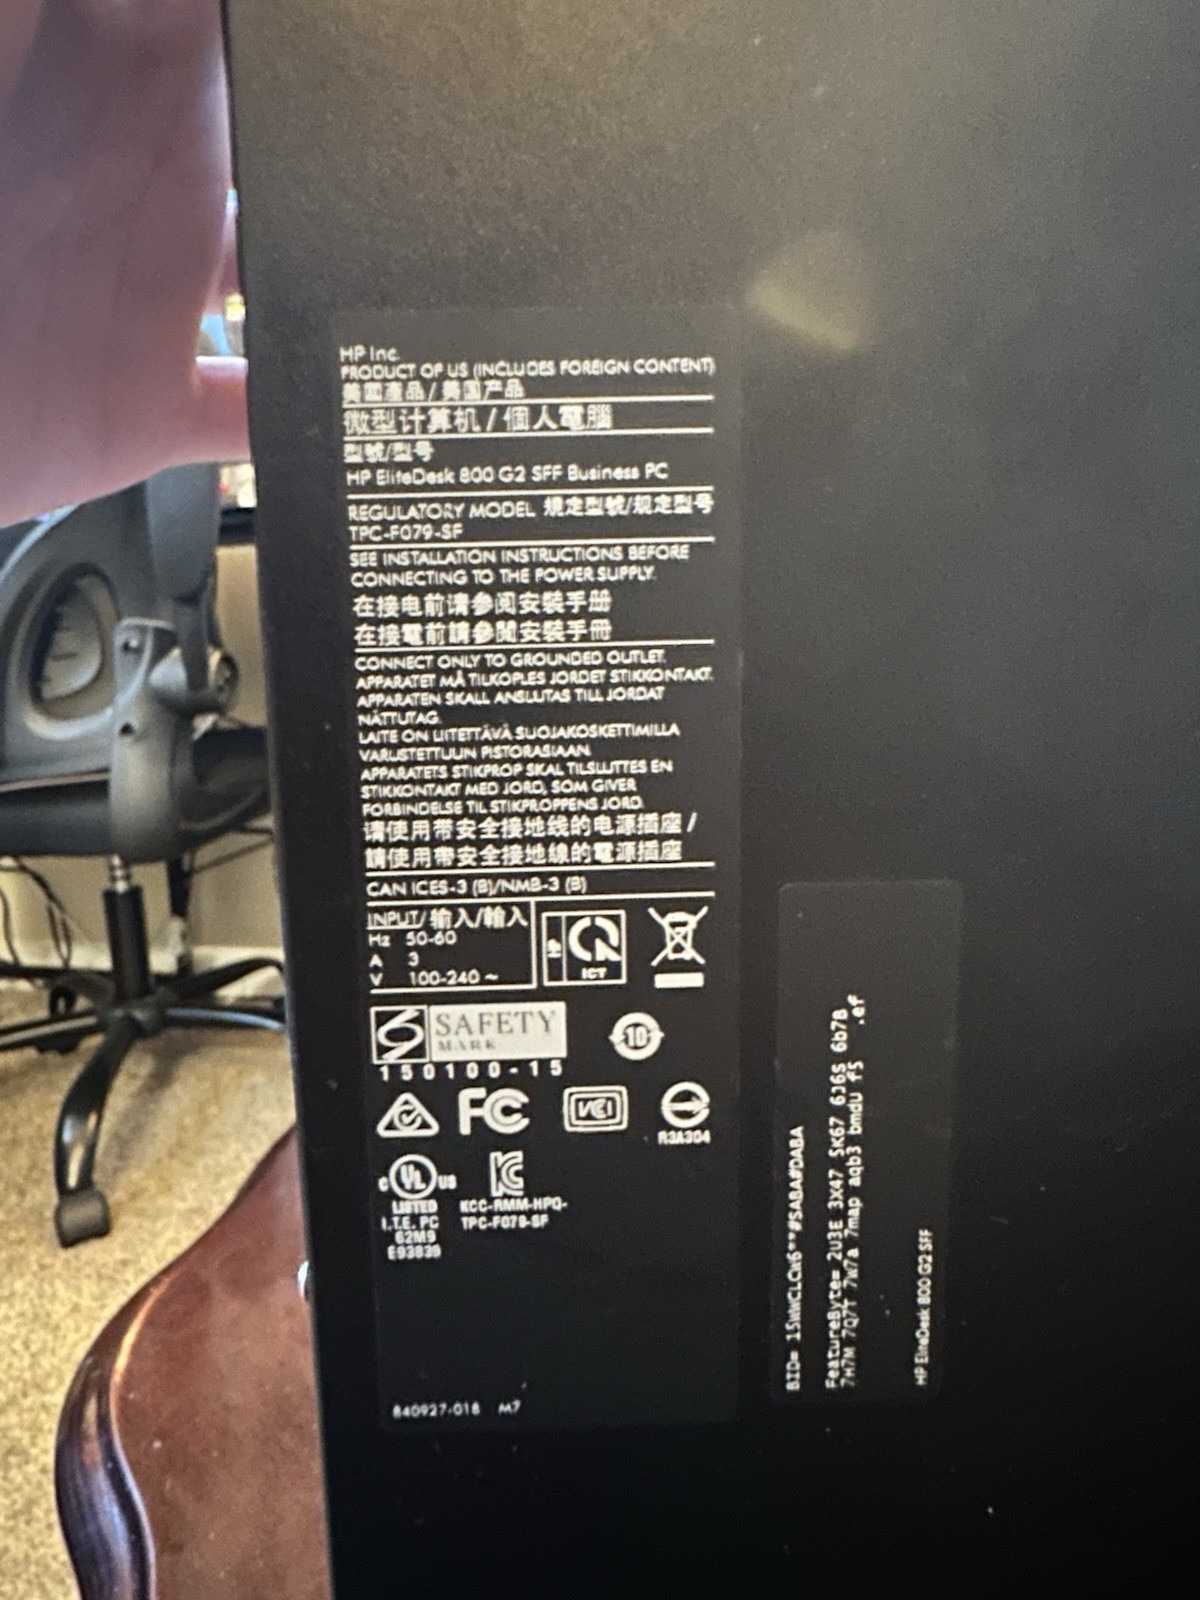 HP Inc.
PRODUCT OF US (INCLUDES FOREIGN CONTENT)
美國產品 / 美国产品
微型计算机 / 個人電腦
型號/型号
HP EliteDesk 800 G2 SFF Business PC
REGULATORY MODEL 規定型號/规定型号
TPC-F079-SF
SEE INSTALLATION INSTRUCTIONS BEFORE
CONNECTING TO THE POWER SUPPLY.
在接电前请参阅安装手册
在接電前請參閱安裝手冊
CONNECT ONLY TO GROUNDED OUTLET.
APPARATET MÅ TILKOPLES JORDET STIKKONTAKT.
APPARATEN SKALL ANSLUTAS TILL JORDAT
NÄTTUTAG.
LAITE ON LIITETTÄVÄ SUOJAKOSKETTIMILLA
VARUSTETTUUN PISTORASIAAN.
APPARATETS STIKPROP SKAL TILSLUTTES EN
STIKKONTAKT MED JORD, SOM GIVER
FORBINDELSE TIL STIKPROPPENS JORD.
请使用带安全接地线的电源插座 /
請使用帶安全接地線的電源插座
CAN ICES-3 (B)/NMB-3 (B)
INPUT/ 输入/輸入
Hz 50-60
A 3
V 100-240 ~
ICT
SAFETY
MARK
150100-15
10
FC
VCI
R3A304
c UL US
LISTED
I.T.E. PC
62M9
E93839
KC
KCC-RMM-HPQ-
TPC-F079-SF
840927-018 M7
BID= 15WWCLCW6**#SABA#DABA
FeatureByte= 2U3E 3X47 5K67 6J6S 6b7B
7H7M 7Q7T 7W7a 7map aqb3 bmdU fS .ef
HP EliteDesk 800 G2 SFF